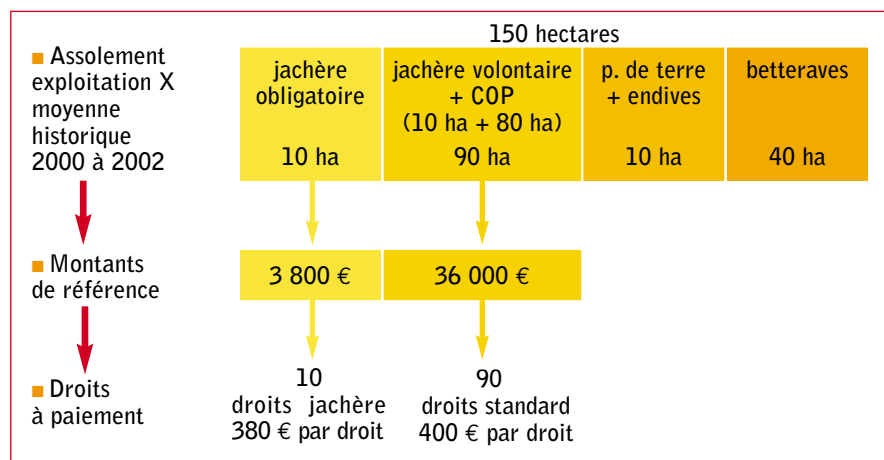 150 hectares
■ Assolement
exploitation X
moyenne
historique
2000 à 2002
jachère
obligatoire
10 ha
jachère volontaire
+ COP
(10 ha + 80 ha)
90 ha
p. de terre
+ endives
10 ha
betteraves
40 ha
■ Montants
de référence
3 800 €
36 000 €
■ Droits
à paiement
10
droits jachère
380 € par droit
90
droits standard
400 € par droit